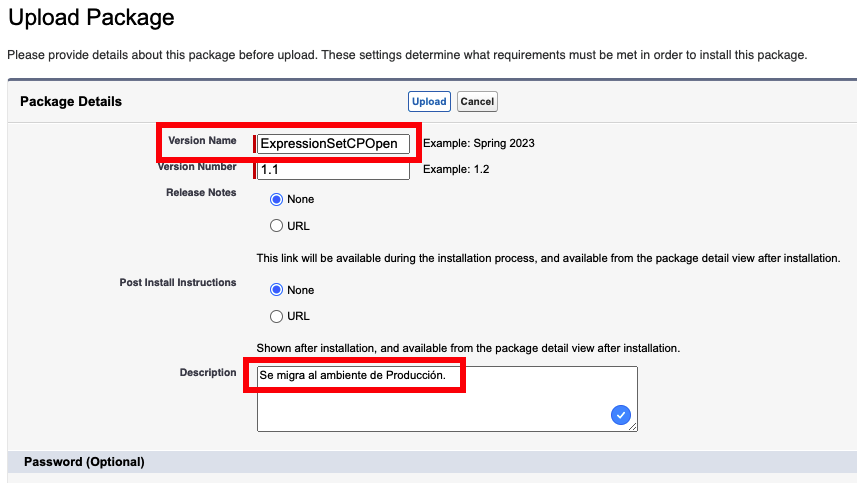 Upload Package
Please provide details about this package before upload. These settings determine what requirements must be met in order to install this package.
Package Details
Upload Cancel
Version Name ExpressionSetCPOpen Example: Spring 2023
Version Number 1.1 Example: 1.2
Release Notes
None
URL
This link will be available during the installation process, and available from the package detail view after installation.
Post Install Instructions
None
URL
Shown after installation, and available from the package detail view after installation.
Description Se migra al ambiente de Producción.
Password (Optional)